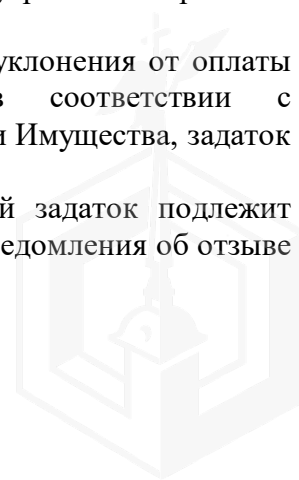 уклонения от оплаты
в соответствии с
и Имущества, задаток
й задаток подлежит
ведомления об отзыве